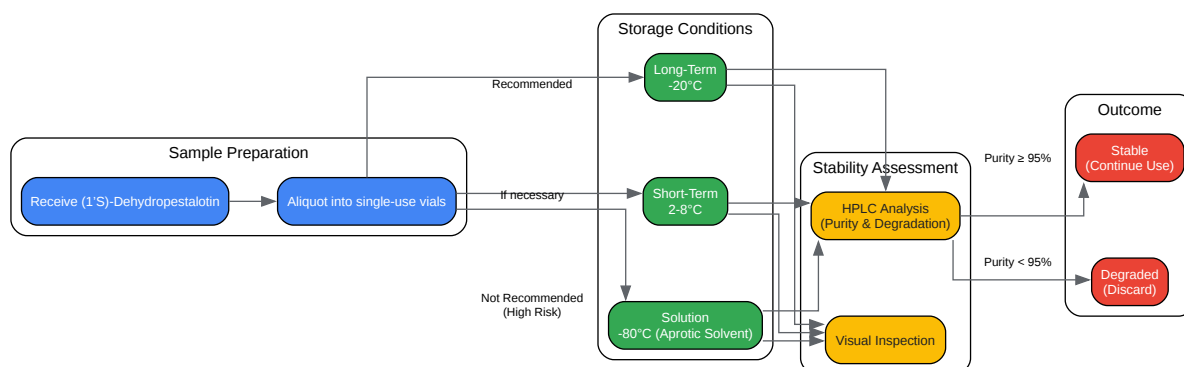 Sample Preparation
Receive (1'S)-Dehydropestalotin
Aliquot into single-use vials
Recommended
If necessary
Not Recommended
(High Risk)
Storage Conditions
Long-Term
-20°C
Short-Term
2-8°C
Solution
-80°C (Aprotic Solvent)
Stability Assessment
HPLC Analysis
(Purity & Degradation)
Visual Inspection
Purity ≥ 95%
Purity < 95%
Outcome
Stable
(Continue Use)
Degraded
(Discard)